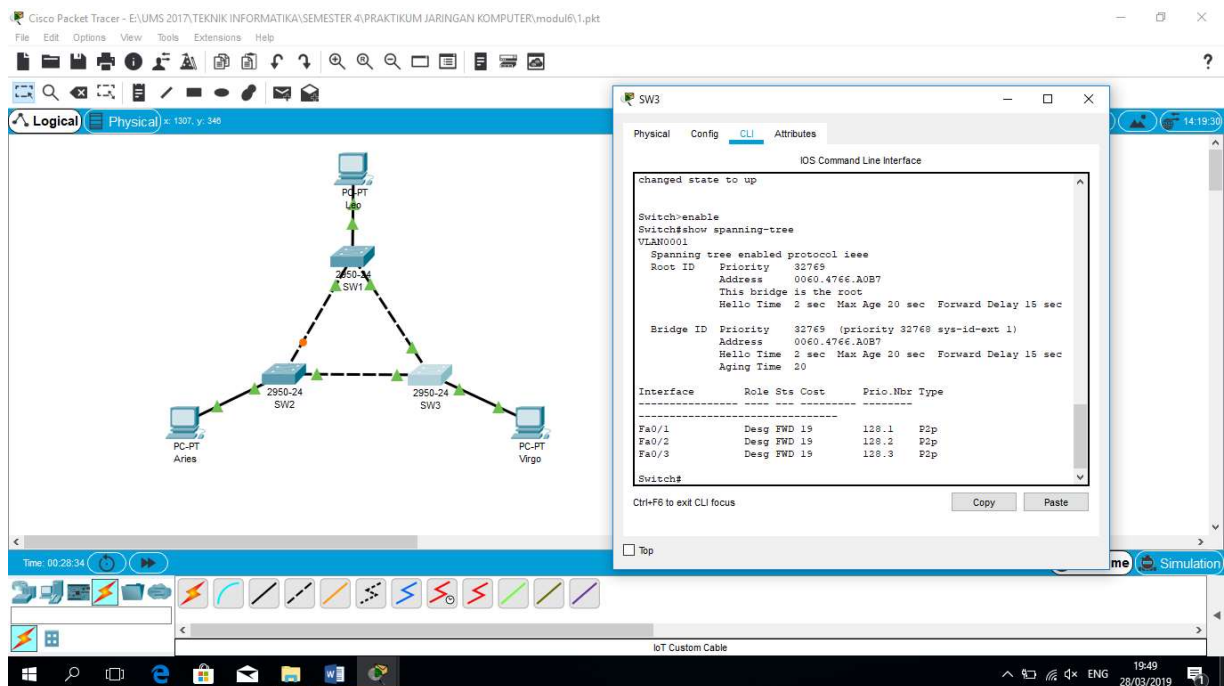 Cisco Packet Tracer - E:\UMS 2017\TEKNIK INFORMATIKA\SEMESTER 4\PRAKTIKUM JARINGAN KOMPUTER\modul6\1.pkt
File Edit Options View Tools Extensions Help
?
Logical Physical x: 1307, y: 346
14:19:30
PC-PT
Leo
2950-24
SW1
2950-24
SW2
2950-24
SW3
PC-PT
Aries
PC-PT
Virgo
SW3
Physical Config CLI Attributes
IOS Command Line Interface
changed state to up
Switch>enable
Switch#show spanning-tree
VLAN0001
Spanning tree enabled protocol ieee
Root ID Priority 32769
Address 0060.4766.A0B7
This bridge is the root
Hello Time 2 sec Max Age 20 sec Forward Delay 15 sec
Bridge ID Priority 32769 (priority 32768 sys-id-ext 1)
Address 0060.4766.A0B7
Hello Time 2 sec Max Age 20 sec Forward Delay 15 sec
Aging Time 20
Interface Role Sts Cost Prio.Nbr Type
---------------- ---- --- --------- -------- 
--------------------------------
Fa0/1 Desg FWD 19 128.1 P2p
Fa0/2 Desg FWD 19 128.2 P2p
Fa0/3 Desg FWD 19 128.3 P2p
Switch#
Ctrl+F6 to exit CLI focus
Copy Paste
Top
Time: 00:28:34
me Simulation
IoT Custom Cable
ENG
19:49
28/03/2019